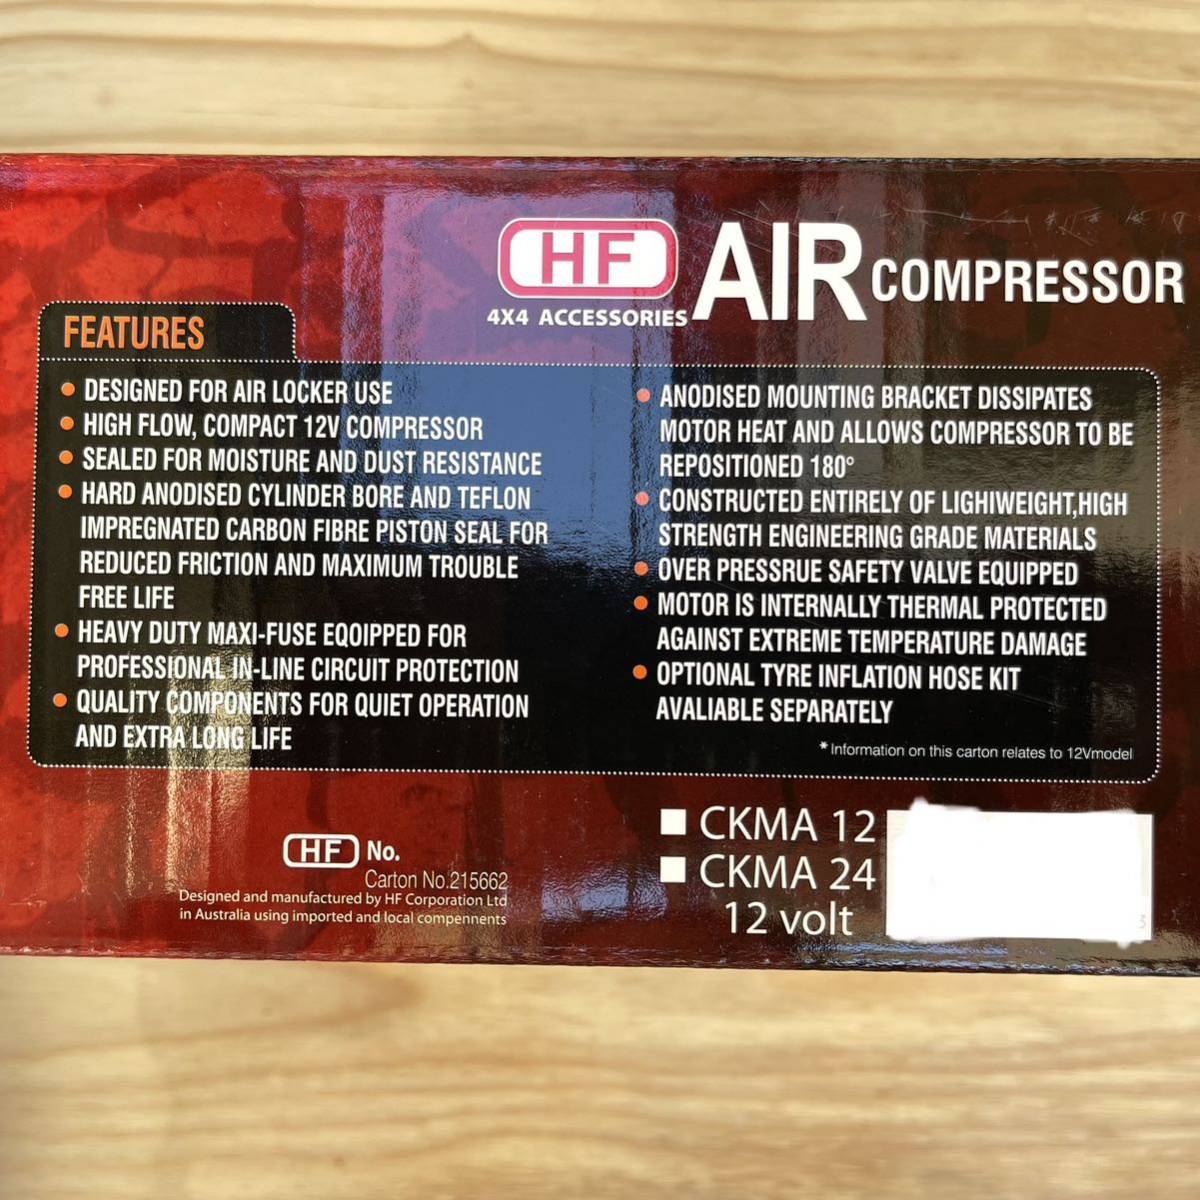 HF
4X4 ACCESSORIES
AIR COMPRESSOR
FEATURES
DESIGNED FOR AIR LOCKER USE
HIGH FLOW, COMPACT 12V COMPRESSOR
SEALED FOR MOISTURE AND DUST RESISTANCE
HARD ANODISED CYLINDER BORE AND TEFLON
IMPREGNATED CARBON FIBRE PISTON SEAL FOR
REDUCED FRICTION AND MAXIMUM TROUBLE
FREE LIFE
HEAVY DUTY MAXI-FUSE EQOIPPED FOR
PROFESSIONAL IN-LINE CIRCUIT PROTECTION
QUALITY COMPONENTS FOR QUIET OPERATION
AND EXTRA LONG LIFE
ANODISED MOUNTING BRACKET DISSIPATES
MOTOR HEAT AND ALLOWS COMPRESSOR TO BE
REPOSITIONED 180°
CONSTRUCTED ENTIRELY OF LIGHIWEIGHT,HIGH
STRENGTH ENGINEERING GRADE MATERIALS
OVER PRESSRUE SAFETY VALVE EQUIPPED
MOTOR IS INTERNALLY THERMAL PROTECTED
AGAINST EXTREME TEMPERATURE DAMAGE
OPTIONAL TYRE INFLATION HOSE KIT
AVALIABLE SEPARATELY
*Information on this carton relates to 12Vmodel
HF No.
Carton No.215662
Designed and manufactured by HF Corporation Ltd
in Australia using imported and local compennents
CKMA 12
CKMA 24
12 volt
3